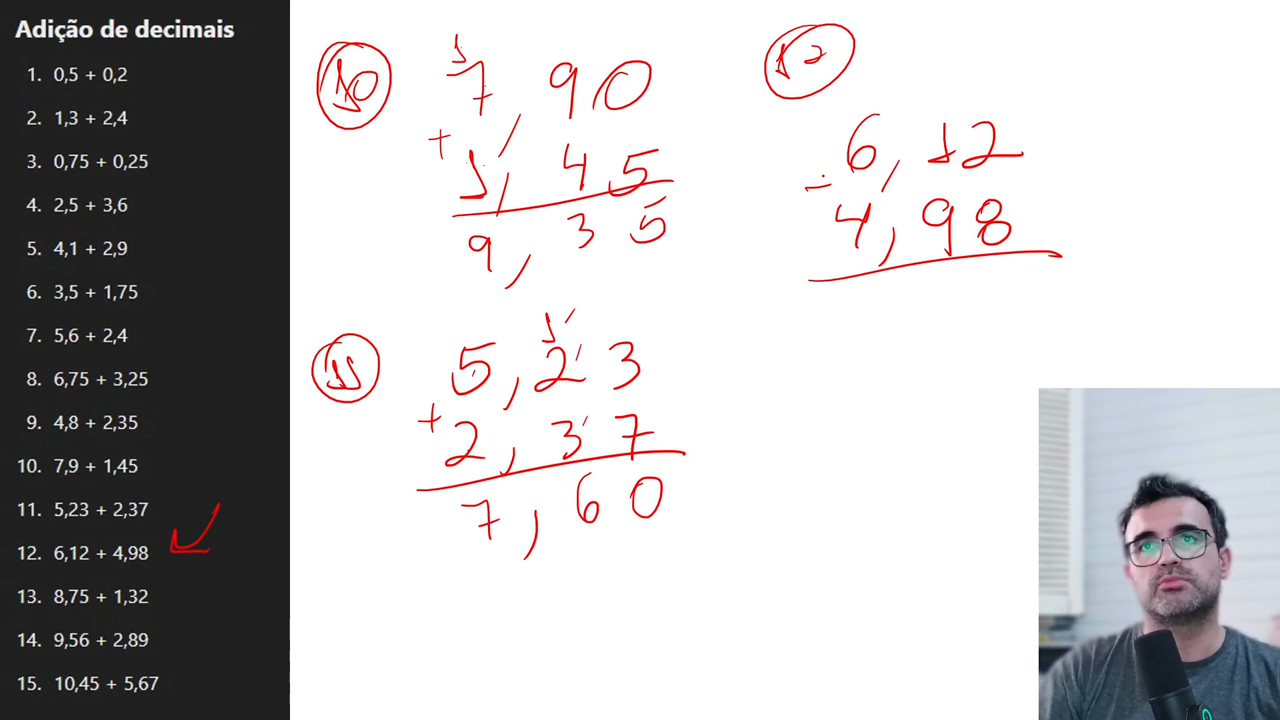 Adição de decimais
1. 0,5 + 0,2
2. 1,3 + 2,4
3. 0,75 + 0,25
4. 2,5 + 3,6
5. 4,1 + 2,9
6. 3,5 + 1,75
7. 5,6 + 2,4
8. 6,75 + 3,25
9. 4,8 + 2,35
10. 7,9 + 1,45
11. 5,23 + 2,37
12. 6,12 + 4,98
13. 8,75 + 1,32
14. 9,56 + 2,89
15. 10,45 + 5,67
10
1
7,90
+
1,45
9,35
11
1
5,23
+
2,37
7,60
12
6,12
+
4,98